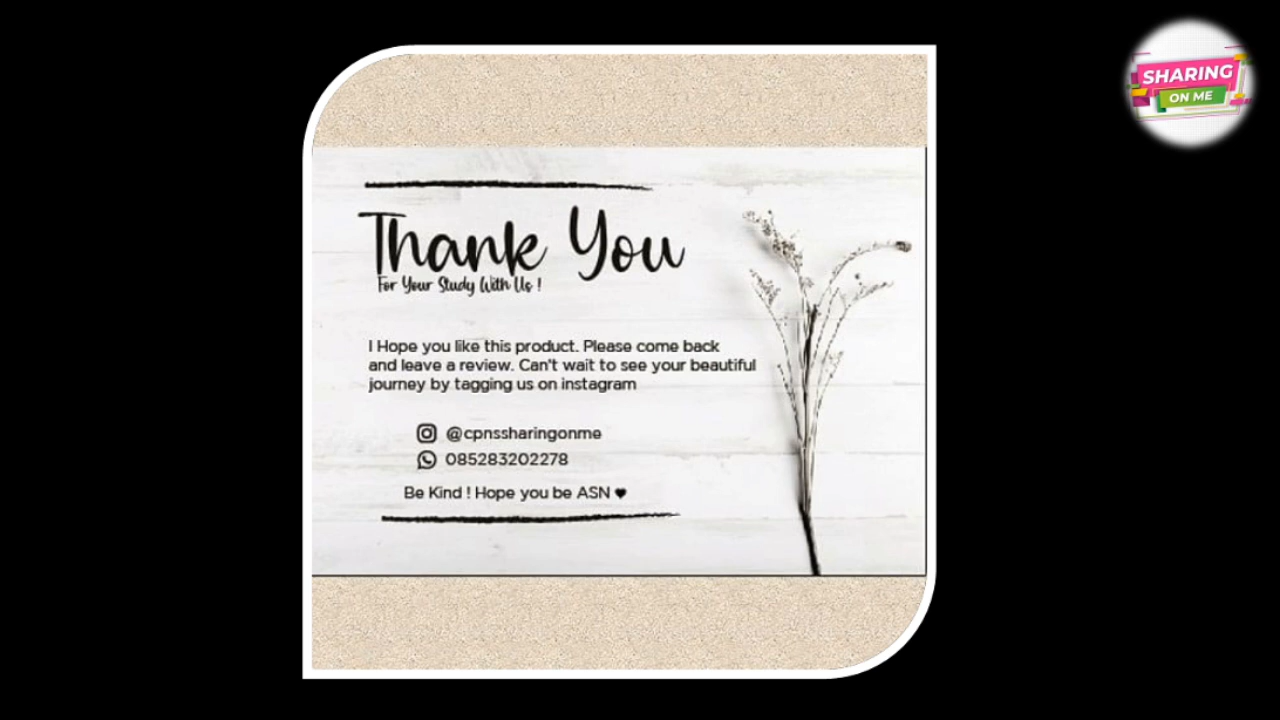 SHARING
ON ME
Thank You
For Your Study With Us !
I Hope you like this product. Please come back
and leave a review. Can't wait to see your beautiful
journey by tagging us on instagram
@cpnssharingonme
085283202278
Be Kind ! Hope you be ASN